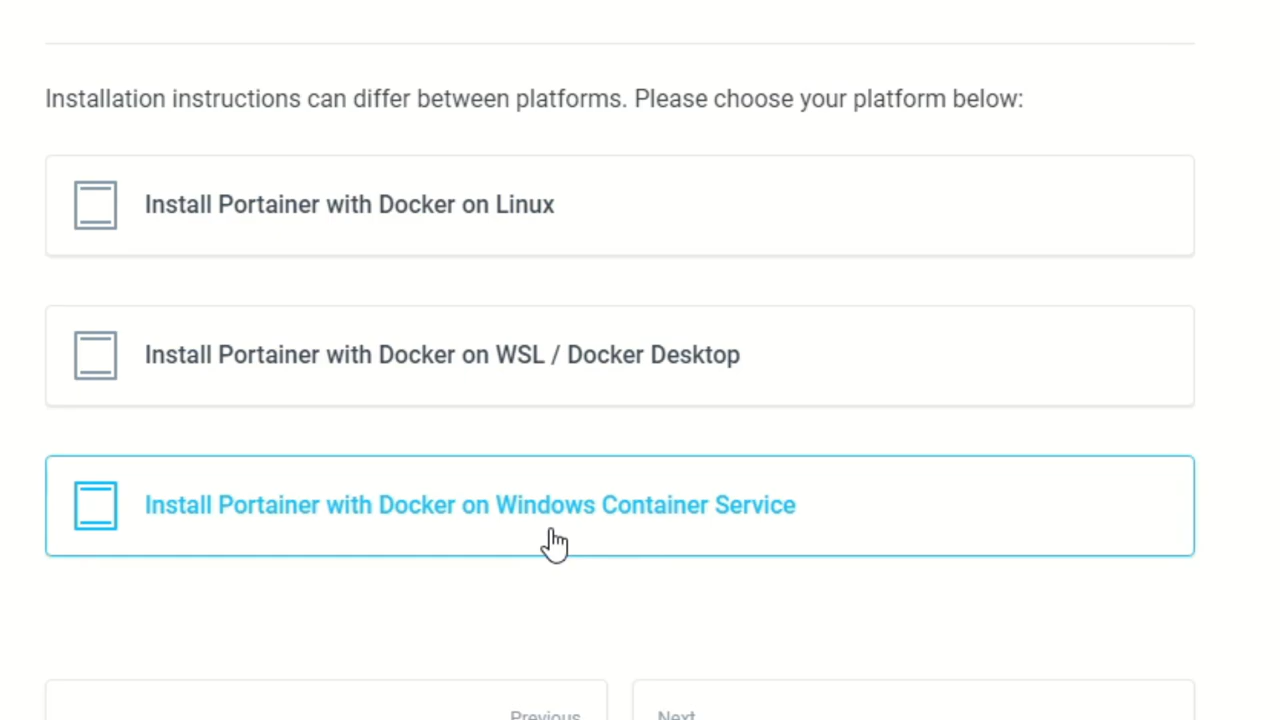 Installation instructions can differ between platforms. Please choose your platform below:
Install Portainer with Docker on Linux
Install Portainer with Docker on WSL / Docker Desktop
Install Portainer with Docker on Windows Container Service
Previous
Next